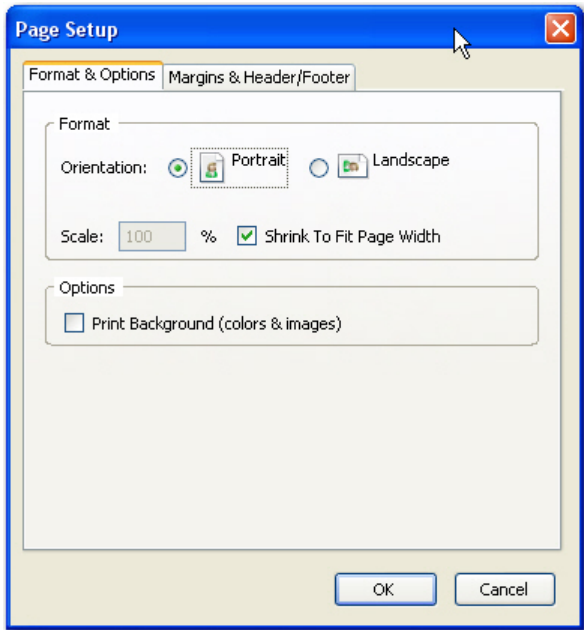 Page Setup
Format & Options Margins & Header/Footer
Format
Orientation: Portrait Landscape
Scale: 100 % Shrink To Fit Page Width
Options
Print Background (colors & images)
OK Cancel